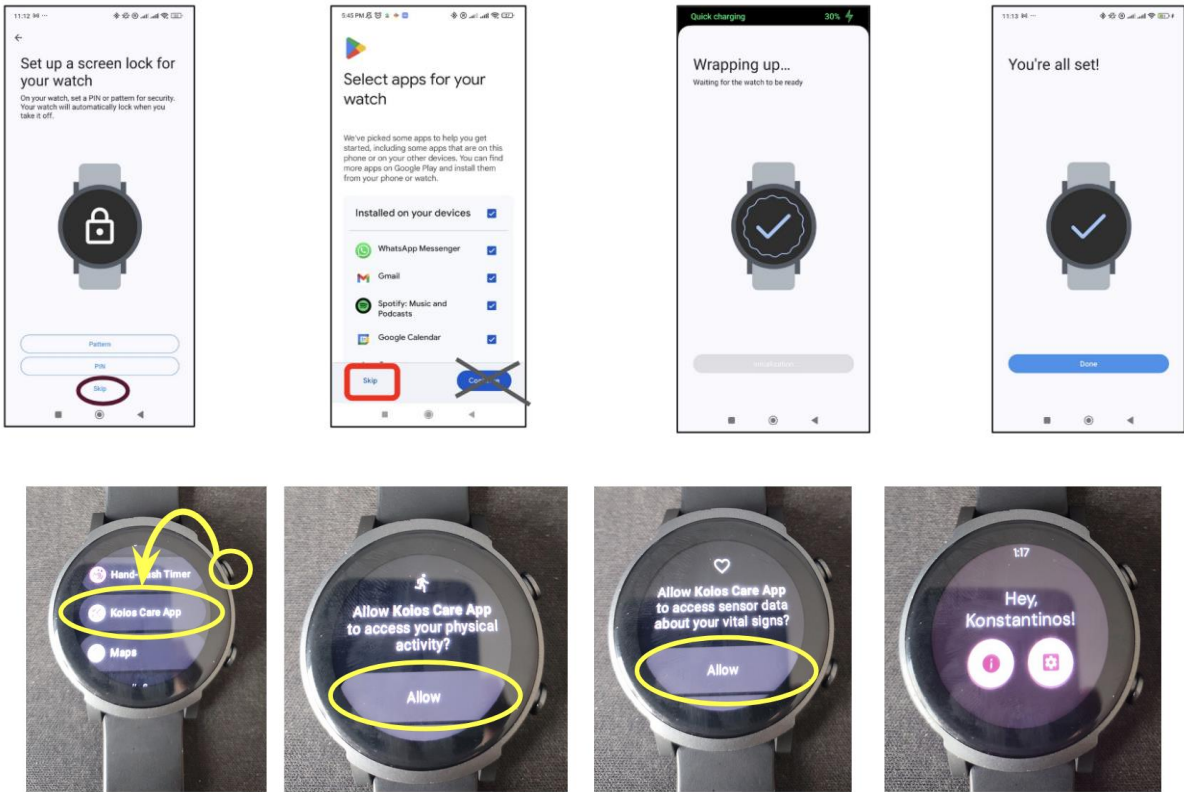 11:12
Set up a screen lock for
your watch
On your watch, set a PIN or pattern for security.
Your watch will automatically lock when you
take it off.
Pattern
PIN
Skip
5:45 PM
Select apps for your
watch
We've picked some apps to help you get
started, including some apps that are on this
phone or on your other devices. You can find
more apps on Google Play and install them
from your phone or watch.
Installed on your devices
WhatsApp Messenger
Gmail
Spotify: Music and
Podcasts
Google Calendar
Skip
Quick charging 30%
Wrapping up...
Waiting for the watch to be ready
11:13
You're all set!
Done
Kolos Care App
Maps
Allow Kolos Care App
to access your physical
activity?
Allow
Allow Kolos Care App
to access sensor data
about your vital signs?
Allow
1:17
Hey,
Konstantinos!